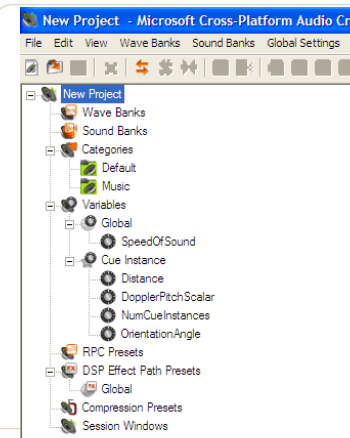 New Project - Microsoft Cross-Platform Audio Cr
File Edit View Wave Banks Sound Banks Global Settings
New Project
Wave Banks
Sound Banks
Categories
Default
Music
Variables
Global
SpeedOfSound
Cue Instance
Distance
DopplerPitchScalar
NumCueInstances
OrientationAngle
RPC Presets
DSP Effect Path Presets
Global
Compression Presets
Session Windows